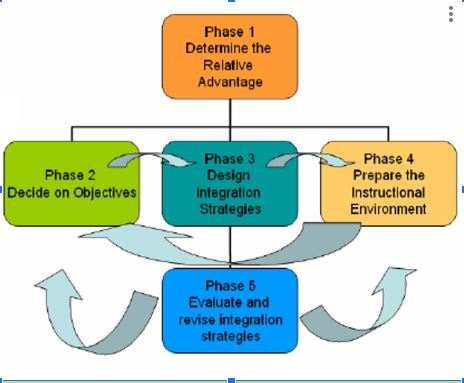 Phase 1
Determine the
Relative
Advantage
Phase 2
Decide on Objectives
Phase 3
Design
Integration
Strategies
Phase 4
Prepare the
Instructional
Environment
Phase 5
Evaluate and
revise integration
strategies